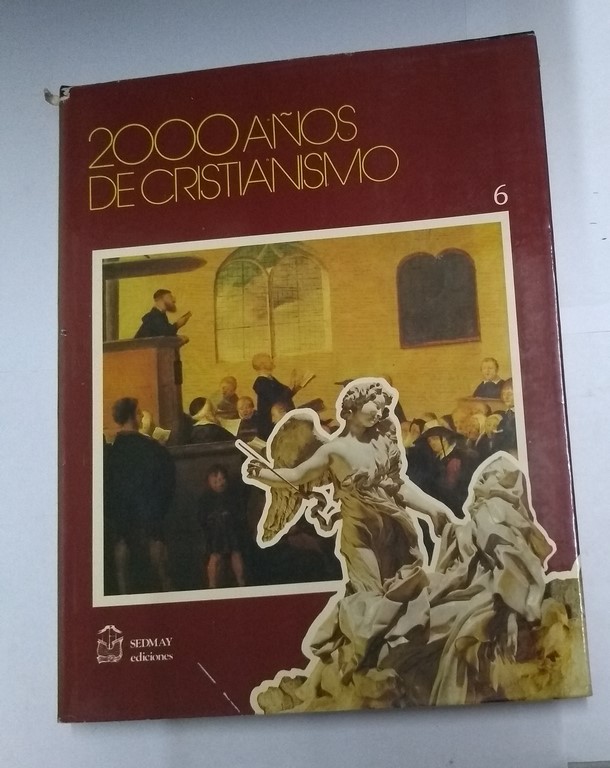 2000 AÑOS
DE CRISTIANISMO
6
SEDMAY
ediciones